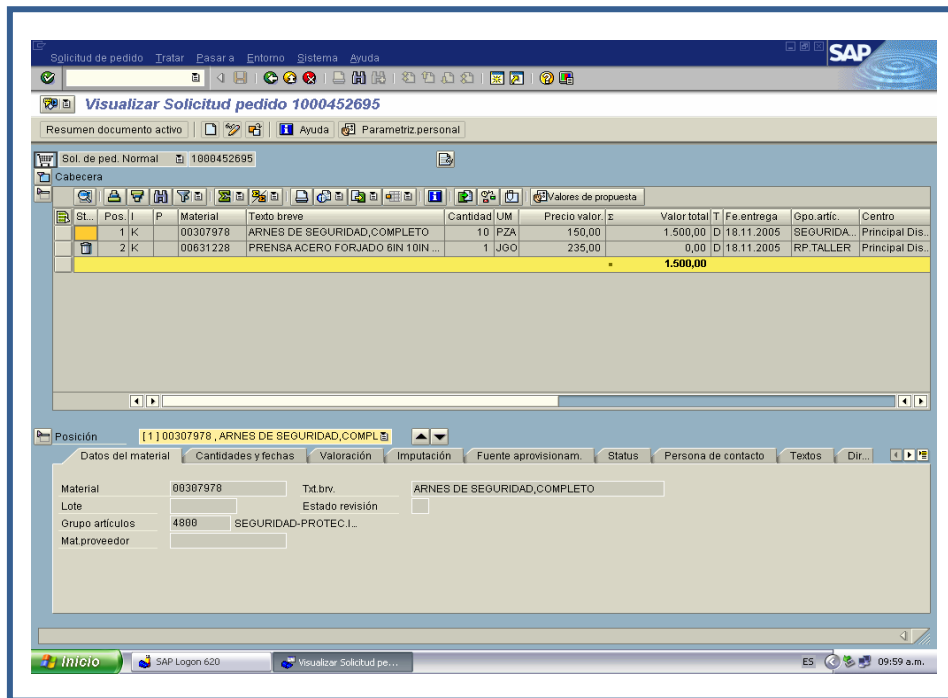 Solicitud de pedido Tratar Pasar a Entorno Sistema Ayuda
SAP
Visualizar Solicitud pedido 1000452695
Resumen documento activo Ayuda Parametriz.personal
Sol. de ped. Normal 1000452695
Cabecera
Valores de propuesta
St... Pos. I P Material Texto breve Cantidad UM Precio valor. Σ Valor total T Fe.entrega Gpo.artíc. Centro
1 K 00307978 ARNES DE SEGURIDAD,COMPLETO 10 PZA 150,00 1.500,00 D 18.11.2005 SEGURIDA... Principal Dis..
2 K 00631228 PRENSA ACERO FORJADO 6IN 10IN ... 1 JGO 235,00 0,00 D 18.11.2005 RP.TALLER Principal Dis..
1.500,00
Posición [ 1 ] 00307978 , ARNES DE SEGURIDAD,COMPL
Datos del material Cantidades y fechas Valoración Imputación Fuente aprovisionam. Status Persona de contacto Textos Dir...
Material 00307978 Txt.brv. ARNES DE SEGURIDAD,COMPLETO
Lote Estado revisión
Grupo artículos 4800 SEGURIDAD-PROTEC.I...
Mat.proveedor
Inicio SAP Logon 620 Visualizar Solicitud pe... ES 09:59 a.m.